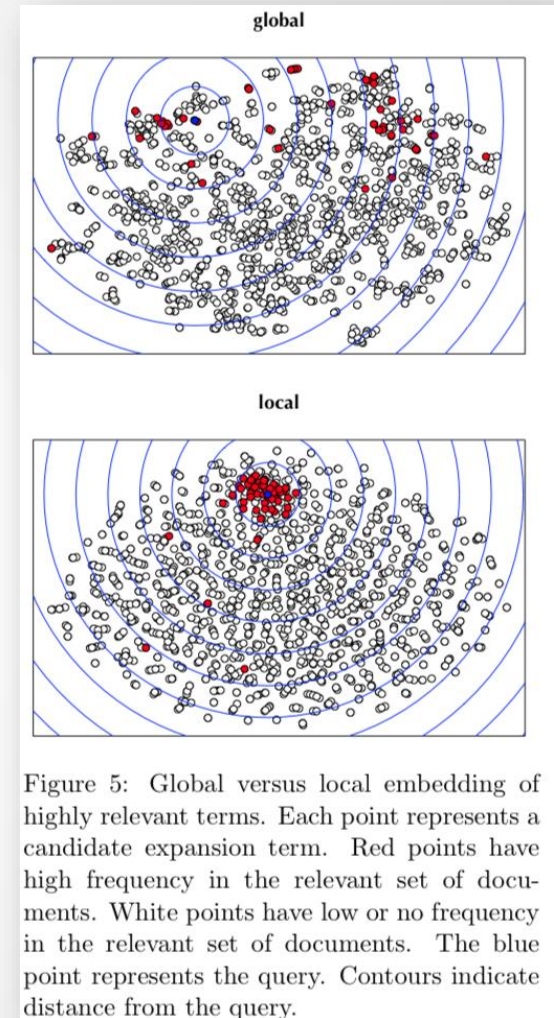 global
local
Figure 5: Global versus local embedding of
highly relevant terms. Each point represents a
candidate expansion term. Red points have
high frequency in the relevant set of docu-
ments. White points have low or no frequency
in the relevant set of documents. The blue
point represents the query. Contours indicate
distance from the query.